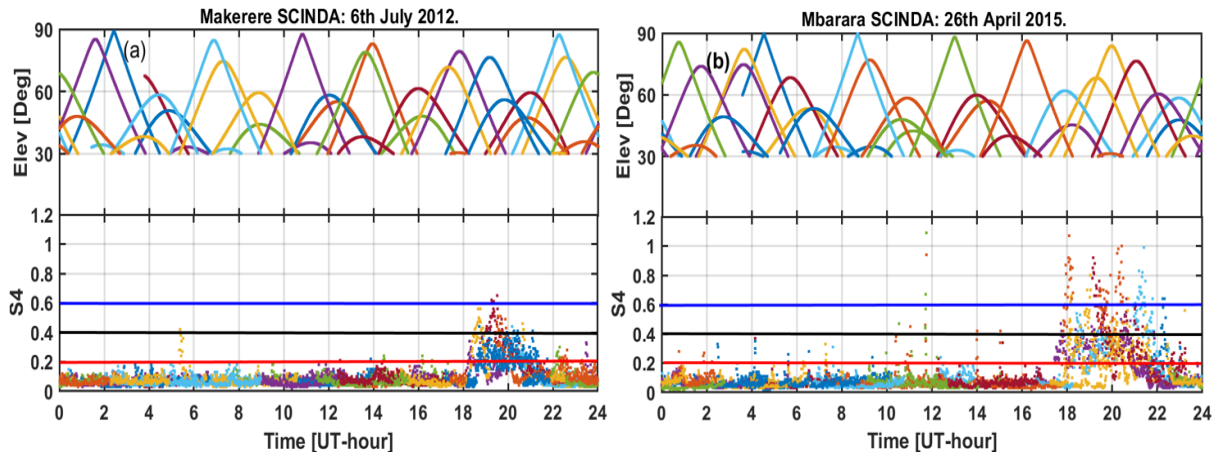 Makerere SCINDA: 6th July 2012.
(a)
Elev [Deg]
90
60
30
S4
1.2
1
0.8
0.6
0.4
0.2
0
0 2 4 6 8 10 12 14 16 18 20 22 24
Time [UT-hour]
Mbarara SCINDA: 26th April 2015.
(b)
Elev [Deg]
90
60
30
S4
1.2
1
0.8
0.6
0.4
0.2
0
0 2 4 6 8 10 12 14 16 18 20 22 24
Time [UT-hour]